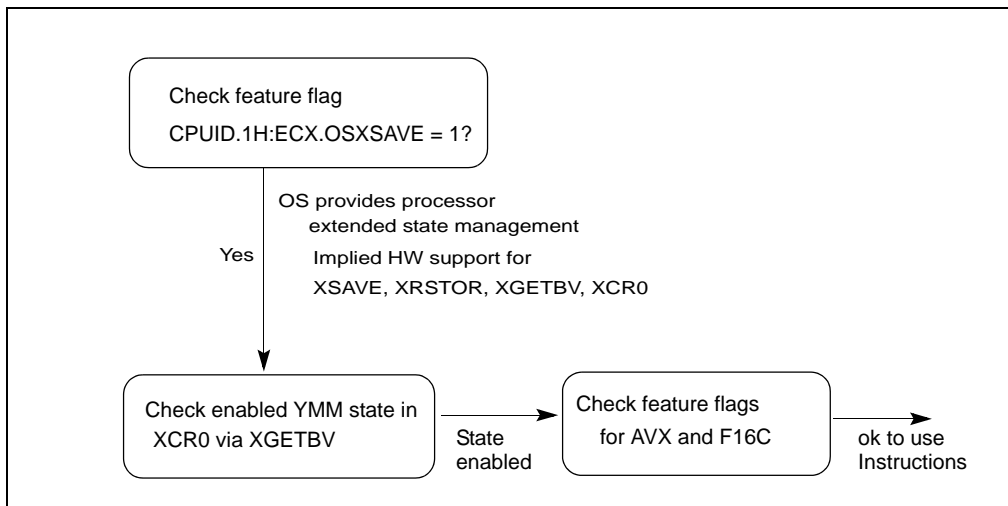 Check feature flag
CPUID.1H:ECX.OSXSAVE = 1?
OS provides processor
extended state management
Yes
Implied HW support for
XSAVE, XRSTOR, XGETBV, XCR0
Check enabled YMM state in
XCR0 via XGETBV
State
enabled
Check feature flags
for AVX and F16C
ok to use
Instructions